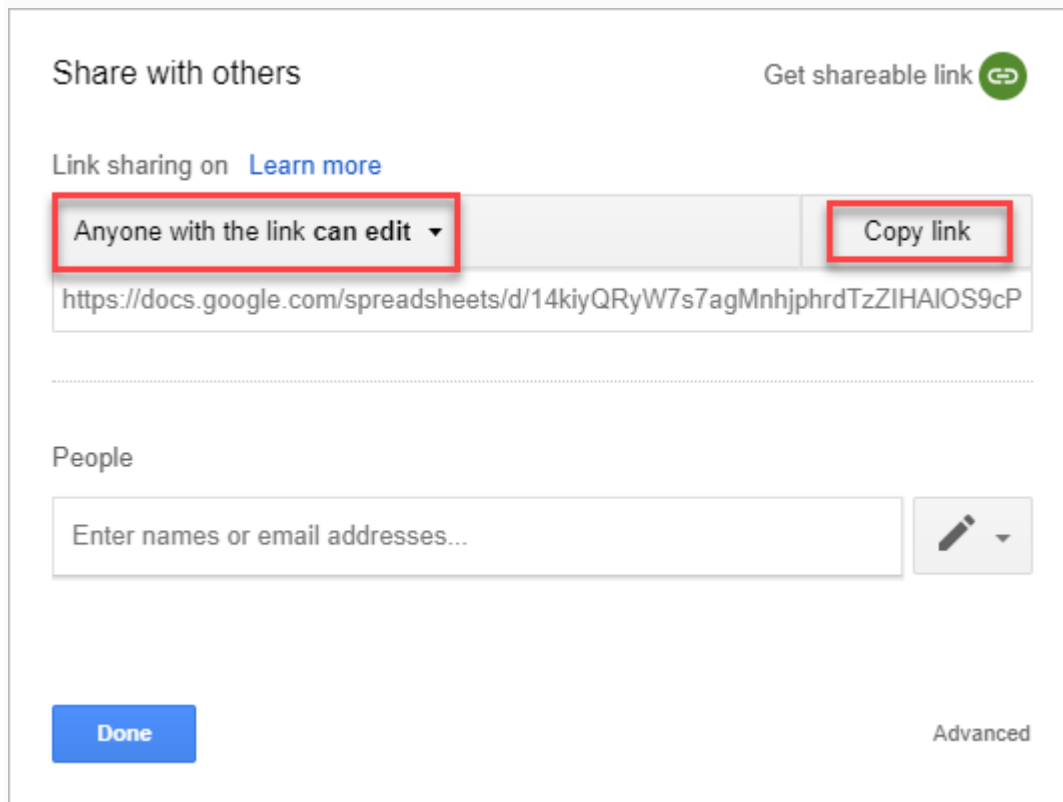 Share with others
Get shareable link
Link sharing on Learn more
Anyone with the link can edit
Copy link
https://docs.google.com/spreadsheets/d/14kiyQRyW7s7agMnhjphrdTzZIHAlOS9cP
People
Enter names or email addresses...
Done
Advanced